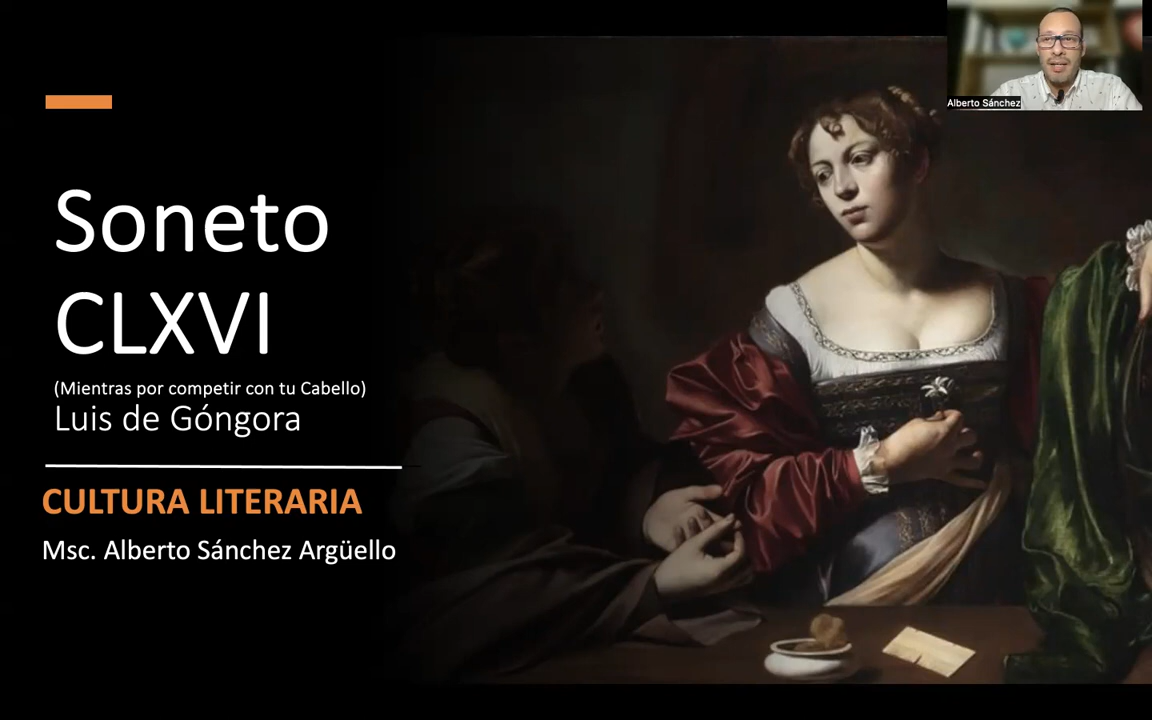 Alberto Sánchez
Soneto
CLXVI
(Mientras por competir con tu Cabello)
Luis de Góngora
CULTURA LITERARIA
Msc. Alberto Sánchez Argüello